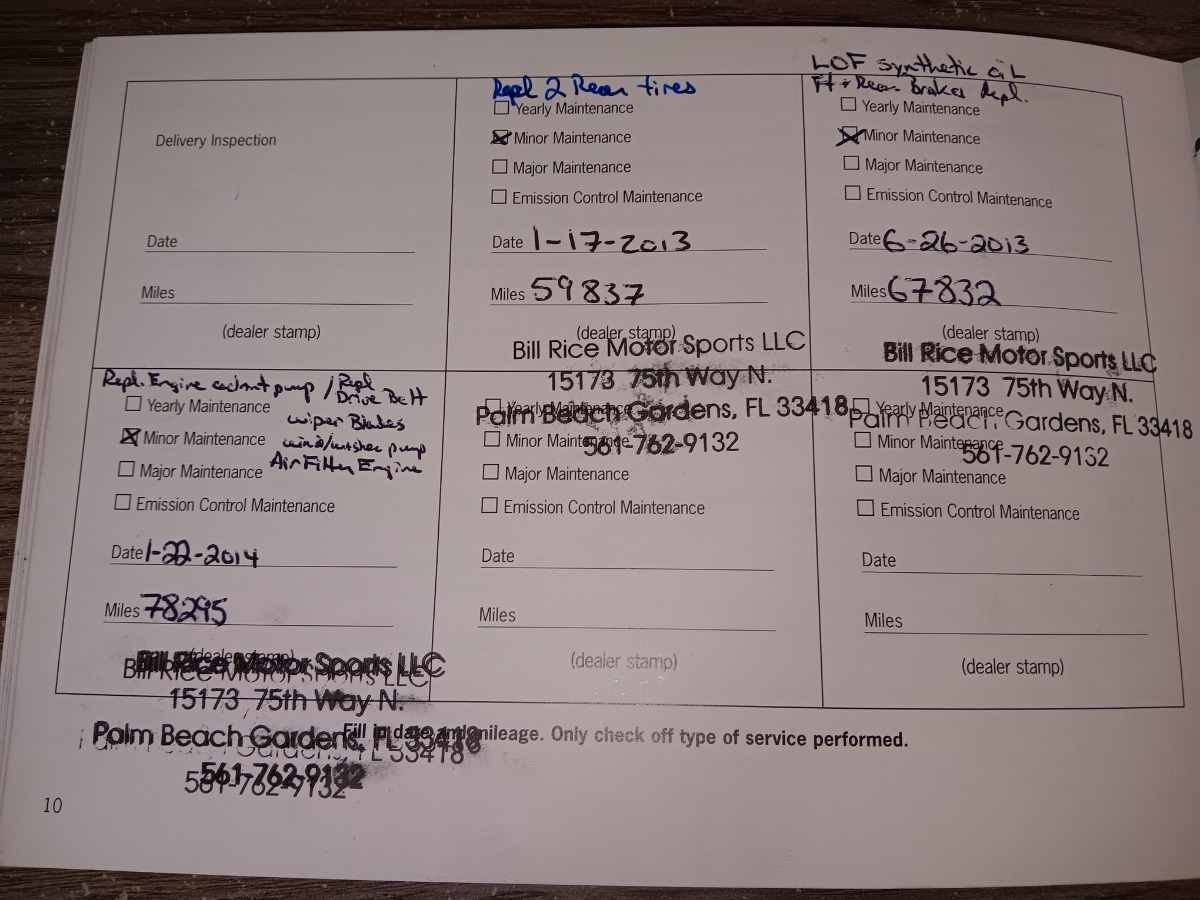 Delivery Inspection
Date
Miles
(dealer stamp)
Repl 2 Rear tires
Yearly Maintenance
Minor Maintenance
Major Maintenance
Emission Control Maintenance
Date 1-17-2013
Miles 59837
(dealer stamp)
Bill Rice Motor Sports LLC
15173 75th Way N.
Palm Beach Gardens, FL 33418
561-762-9132
LOF synthetic oil
Ft + Rear Brakes Repl.
Yearly Maintenance
Minor Maintenance
Major Maintenance
Emission Control Maintenance
Date 6-26-2013
Miles 67832
(dealer stamp)
Bill Rice Motor Sports LLC
15173 75th Way N.
Palm Beach Gardens, FL 33418
561-762-9132
Repl. Engine coolant pump / Repl
Drive Belt
Yearly Maintenance
wiper Blades
Minor Maintenance
wind/washer pump
Air Filter Engine
Major Maintenance
Emission Control Maintenance
Date 1-22-2014
Miles 78295
(dealer stamp)
Bill Rice Motor Sports LLC
15173 75th Way N.
Palm Beach Gardens, FL 33418
561-762-9132
Yearly Maintenance
Minor Maintenance
Major Maintenance
Emission Control Maintenance
Date
Miles
(dealer stamp)
Yearly Maintenance
Minor Maintenance
Major Maintenance
Emission Control Maintenance
Date
Miles
(dealer stamp)
Fill in date and mileage. Only check off type of service performed.
10